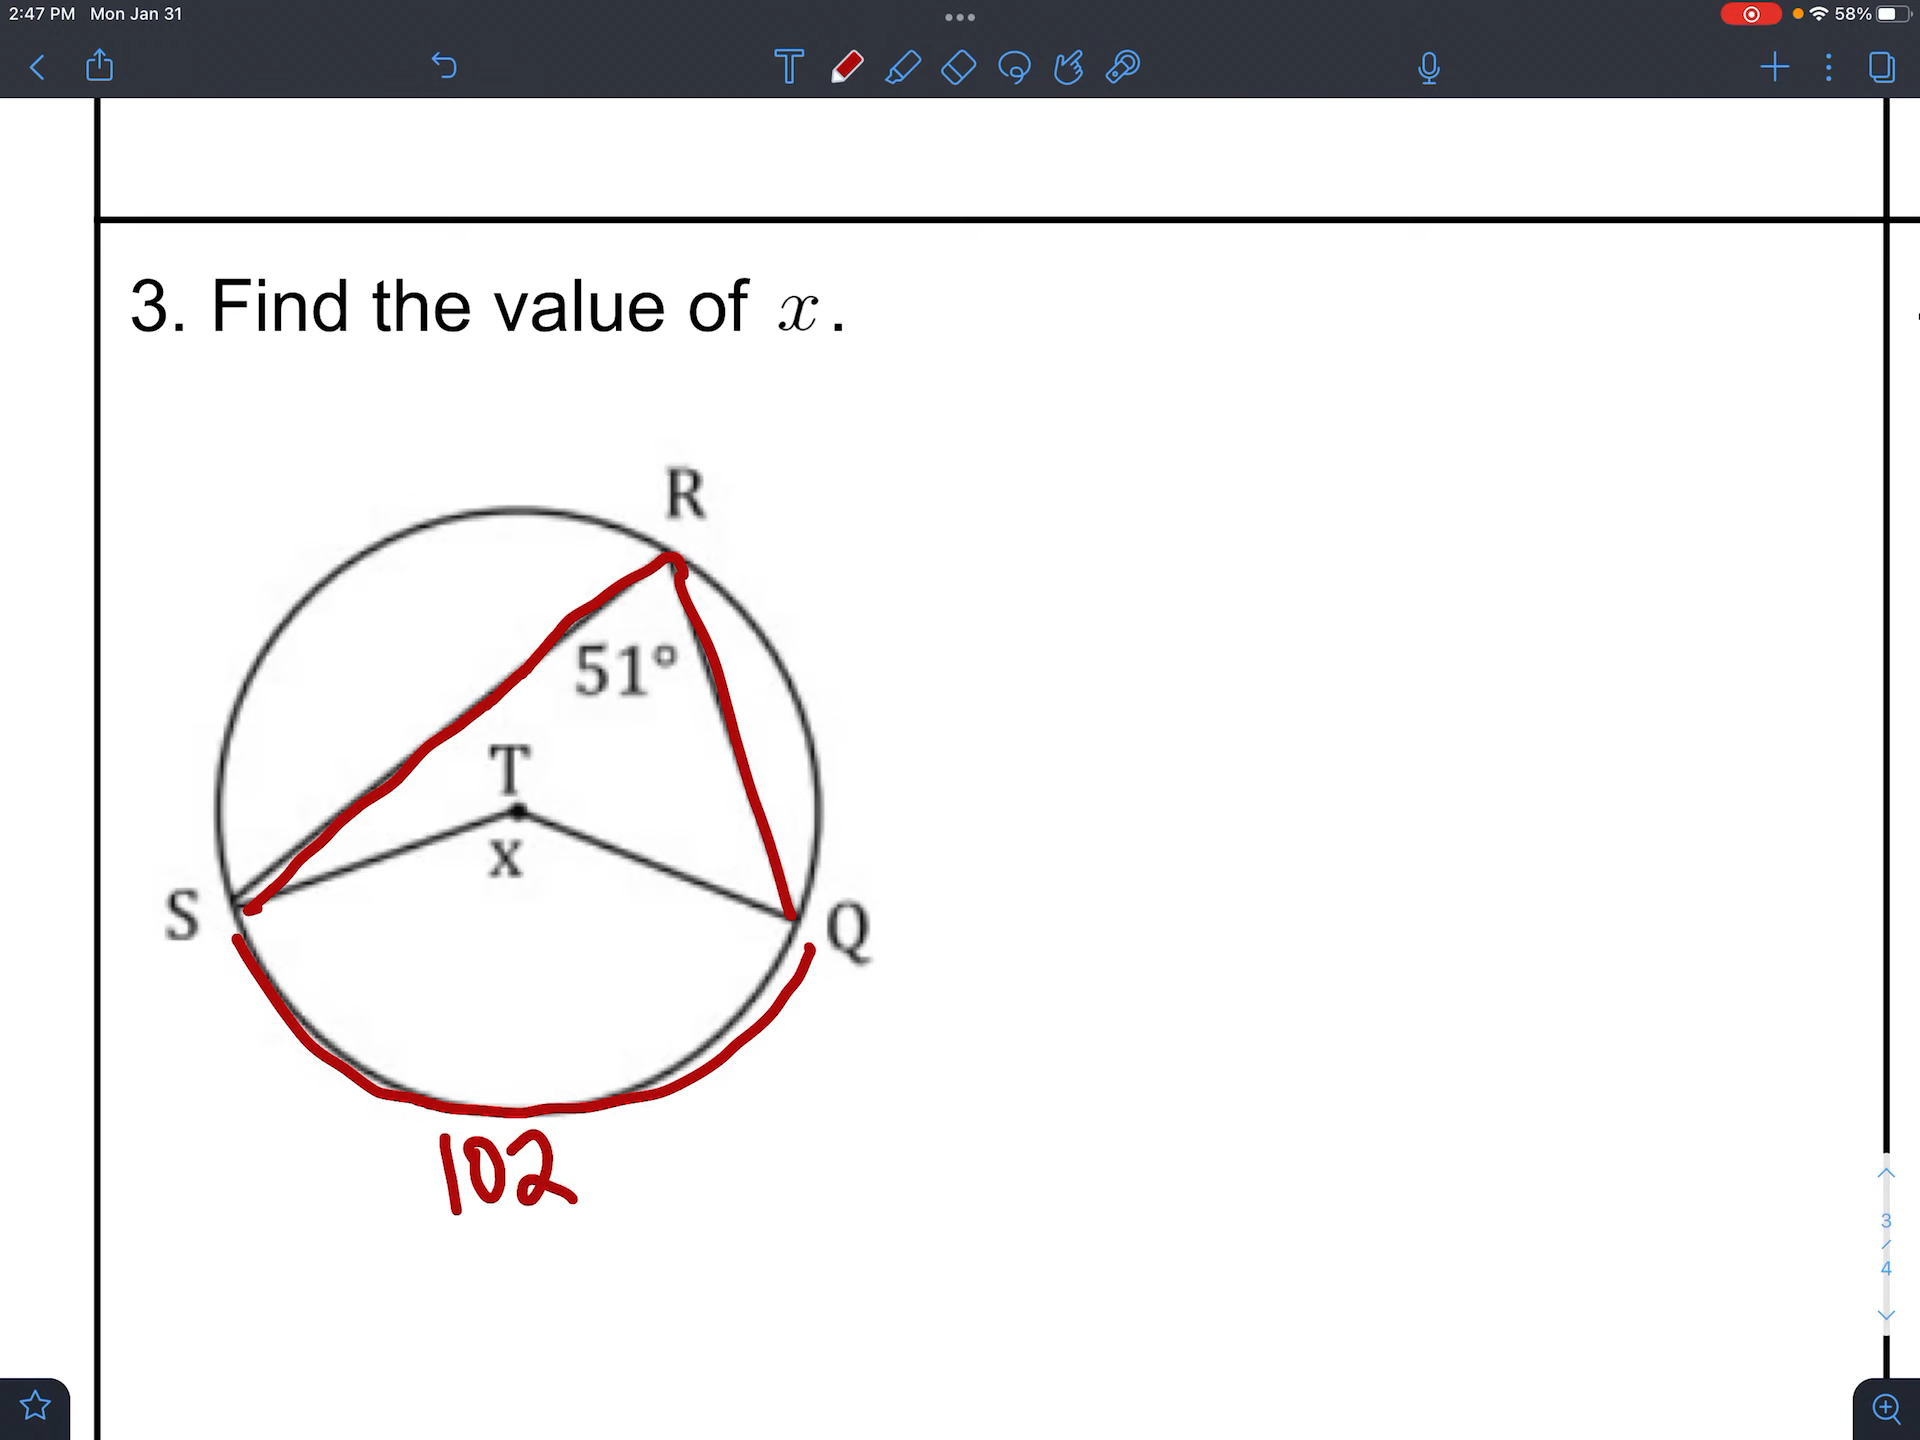 2:47 PM Mon Jan 31
58%
3. Find the value of x.
R
51°
T
x
S
Q
102
3
/
4